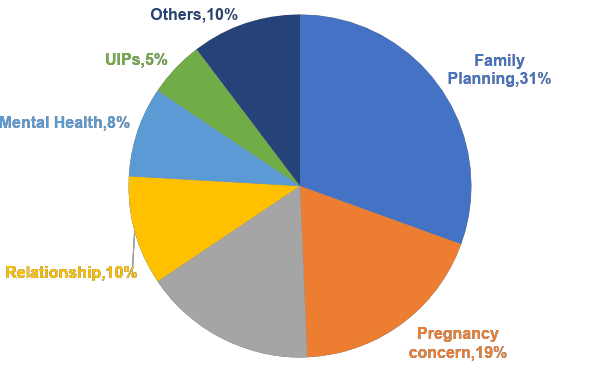 Others,10%
Family
Planning,31%
UIPs,5%
Mental Health,8%
Relationship,10%
Pregnancy
concern,19%